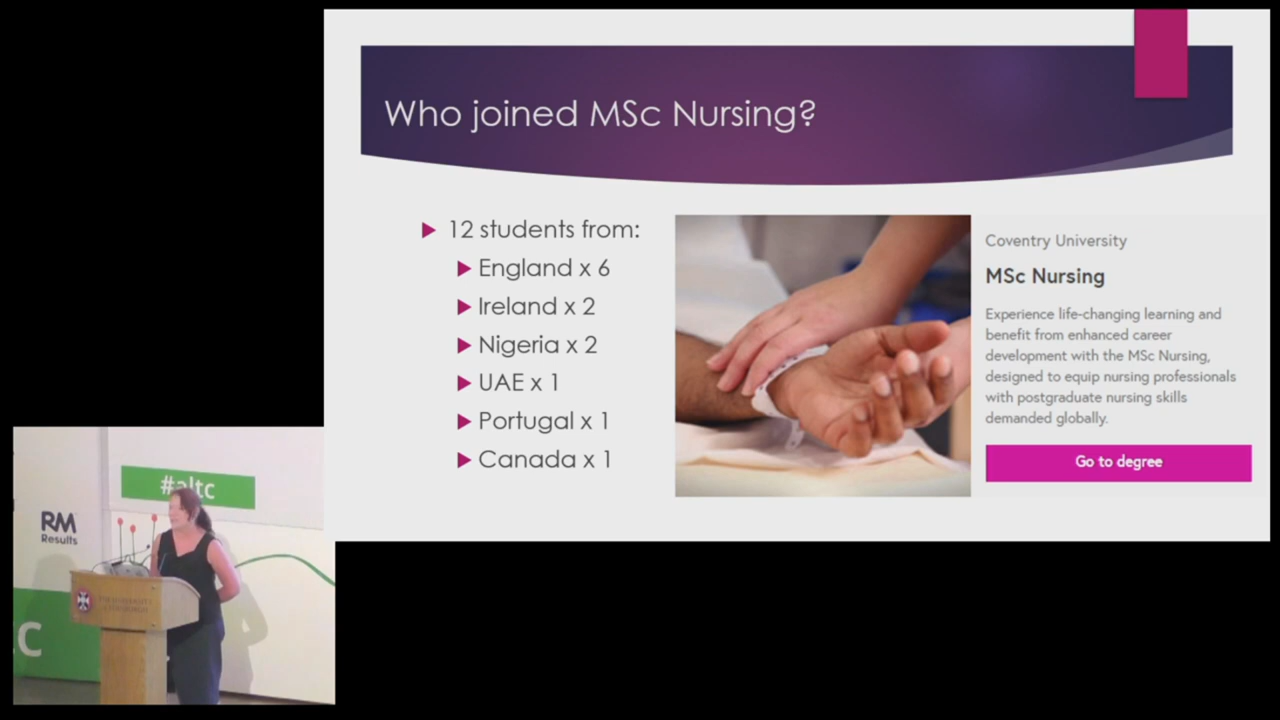 Who joined MSc Nursing?
12 students from:
England x 6
Ireland x 2
Nigeria x 2
UAE x 1
Portugal x 1
Canada x 1
Coventry University
MSc Nursing
Experience life-changing learning and
benefit from enhanced career
development with the MSc Nursing,
designed to equip nursing professionals
with postgraduate nursing skills
demanded globally.
Go to degree
#altc
RM
Results
C